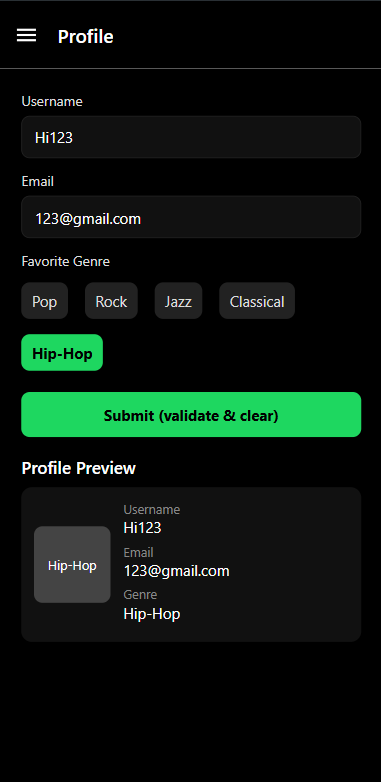 Profile
Username
Hi123
Email
123@gmail.com
Favorite Genre
Pop Rock Jazz Classical
Hip-Hop
Submit (validate & clear)
Profile Preview
Hip-Hop
Username
Hi123
Email
123@gmail.com
Genre
Hip-Hop